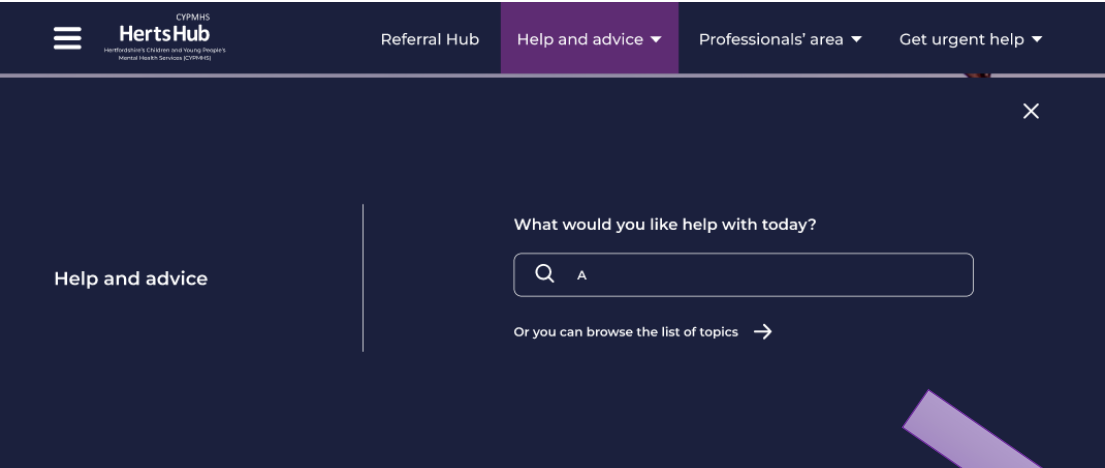 CYPMHS
HertsHub
Hertfordshire's Children and Young People's
Mental Health Services (CYPMHS)
Referral Hub
Help and advice
Professionals' area
Get urgent help
What would you like help with today?
A
Help and advice
Or you can browse the list of topics